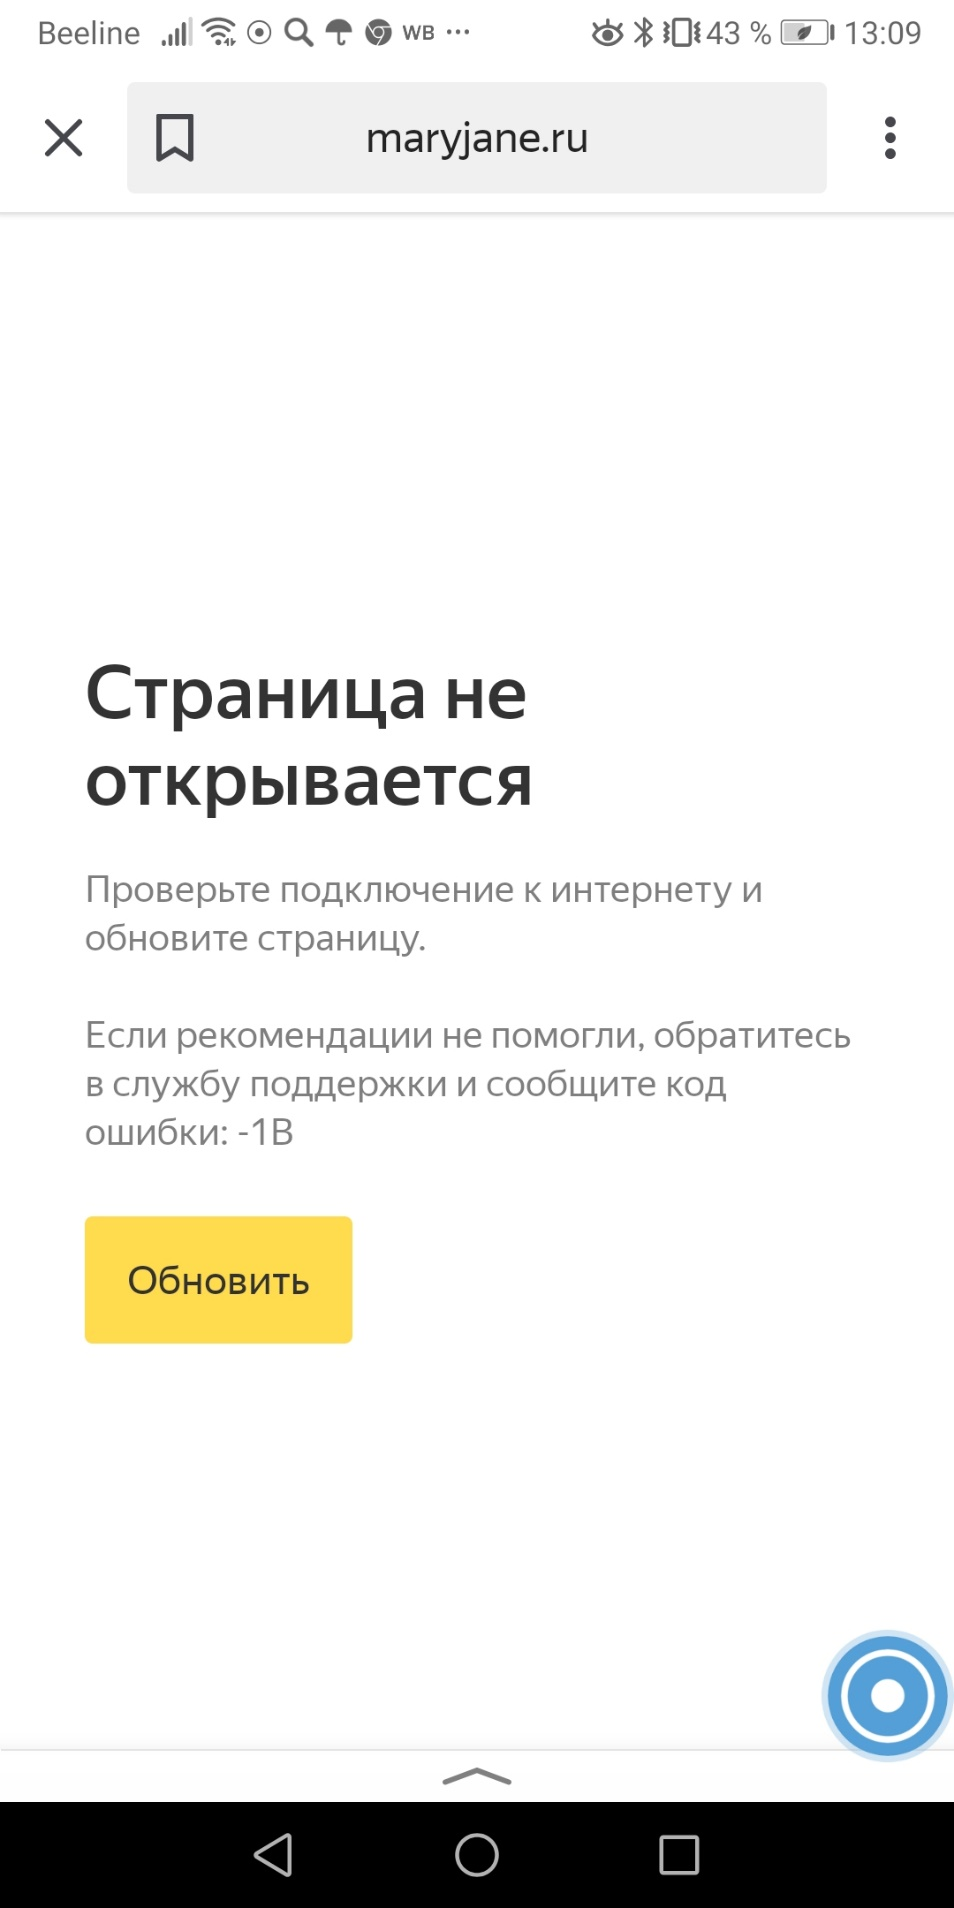 Beeline WB ... 43 % 13:09
maryjane.ru
Страница не
открывается
Проверьте подключение к интернету и
обновите страницу.
Если рекомендации не помогли, обратитесь
в службу поддержки и сообщите код
ошибки: -1B
Обновить